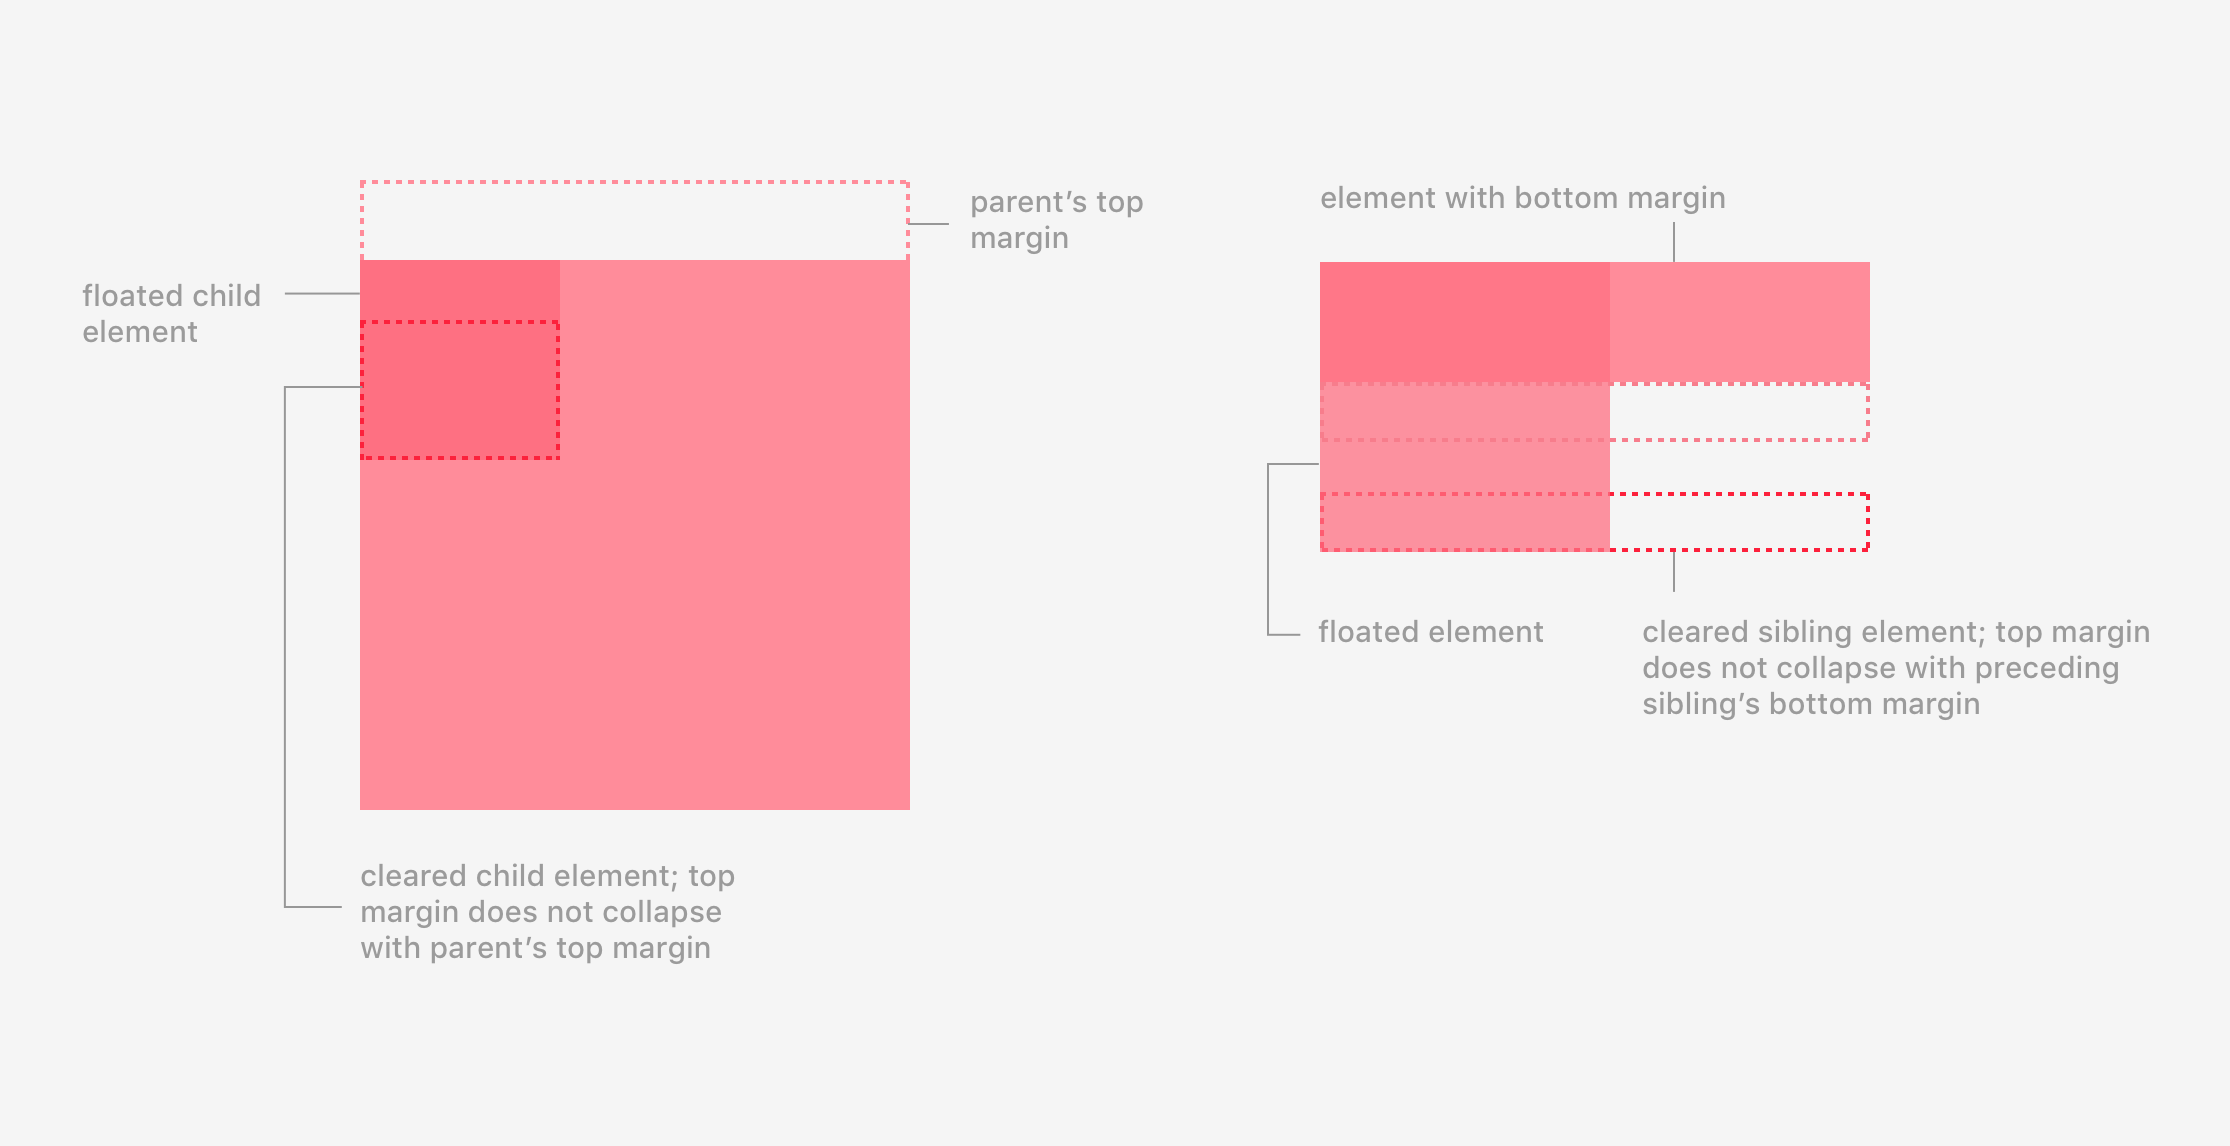 parent’s top
margin
floated child
element
cleared child element; top
margin does not collapse
with parent’s top margin
element with bottom margin
floated element
cleared sibling element; top margin
does not collapse with preceding
sibling’s bottom margin